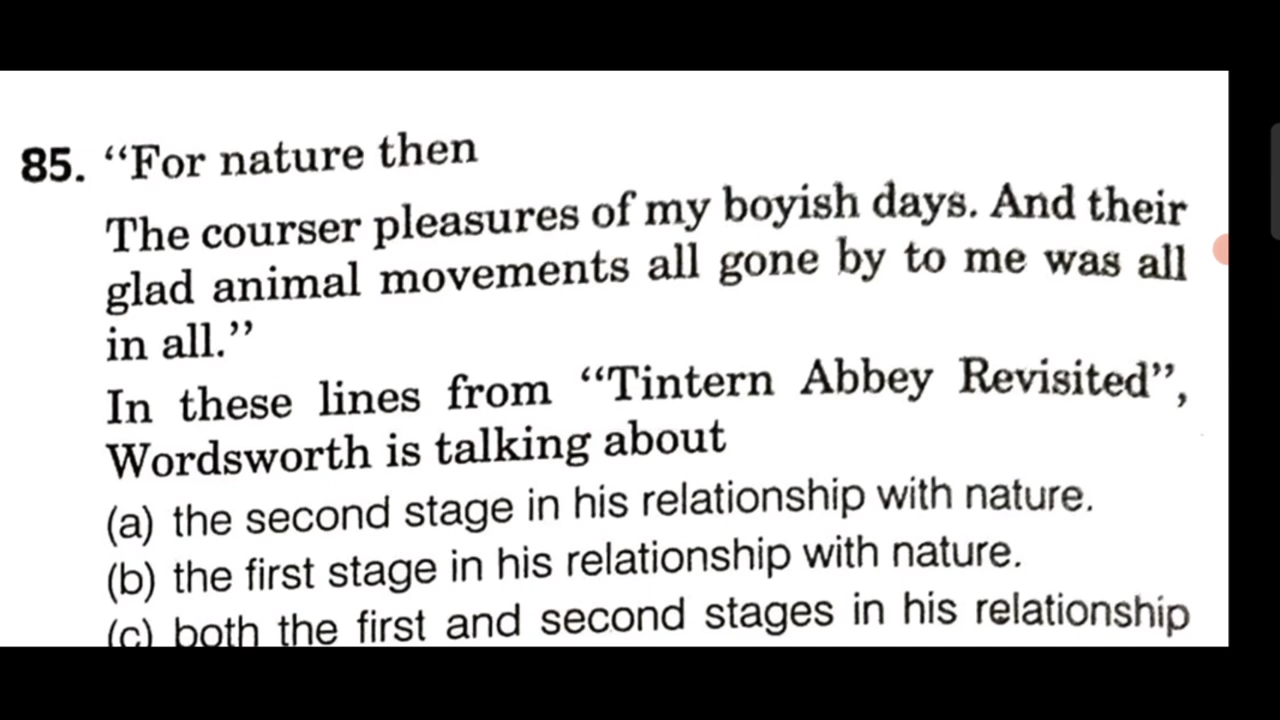 85. “For nature then
The courser pleasures of my boyish days. And their
glad animal movements all gone by to me was all
in all.”
In these lines from “Tintern Abbey Revisited”,
Wordsworth is talking about
(a) the second stage in his relationship with nature.
(b) the first stage in his relationship with nature.
(c) both the first and second stages in his relationship